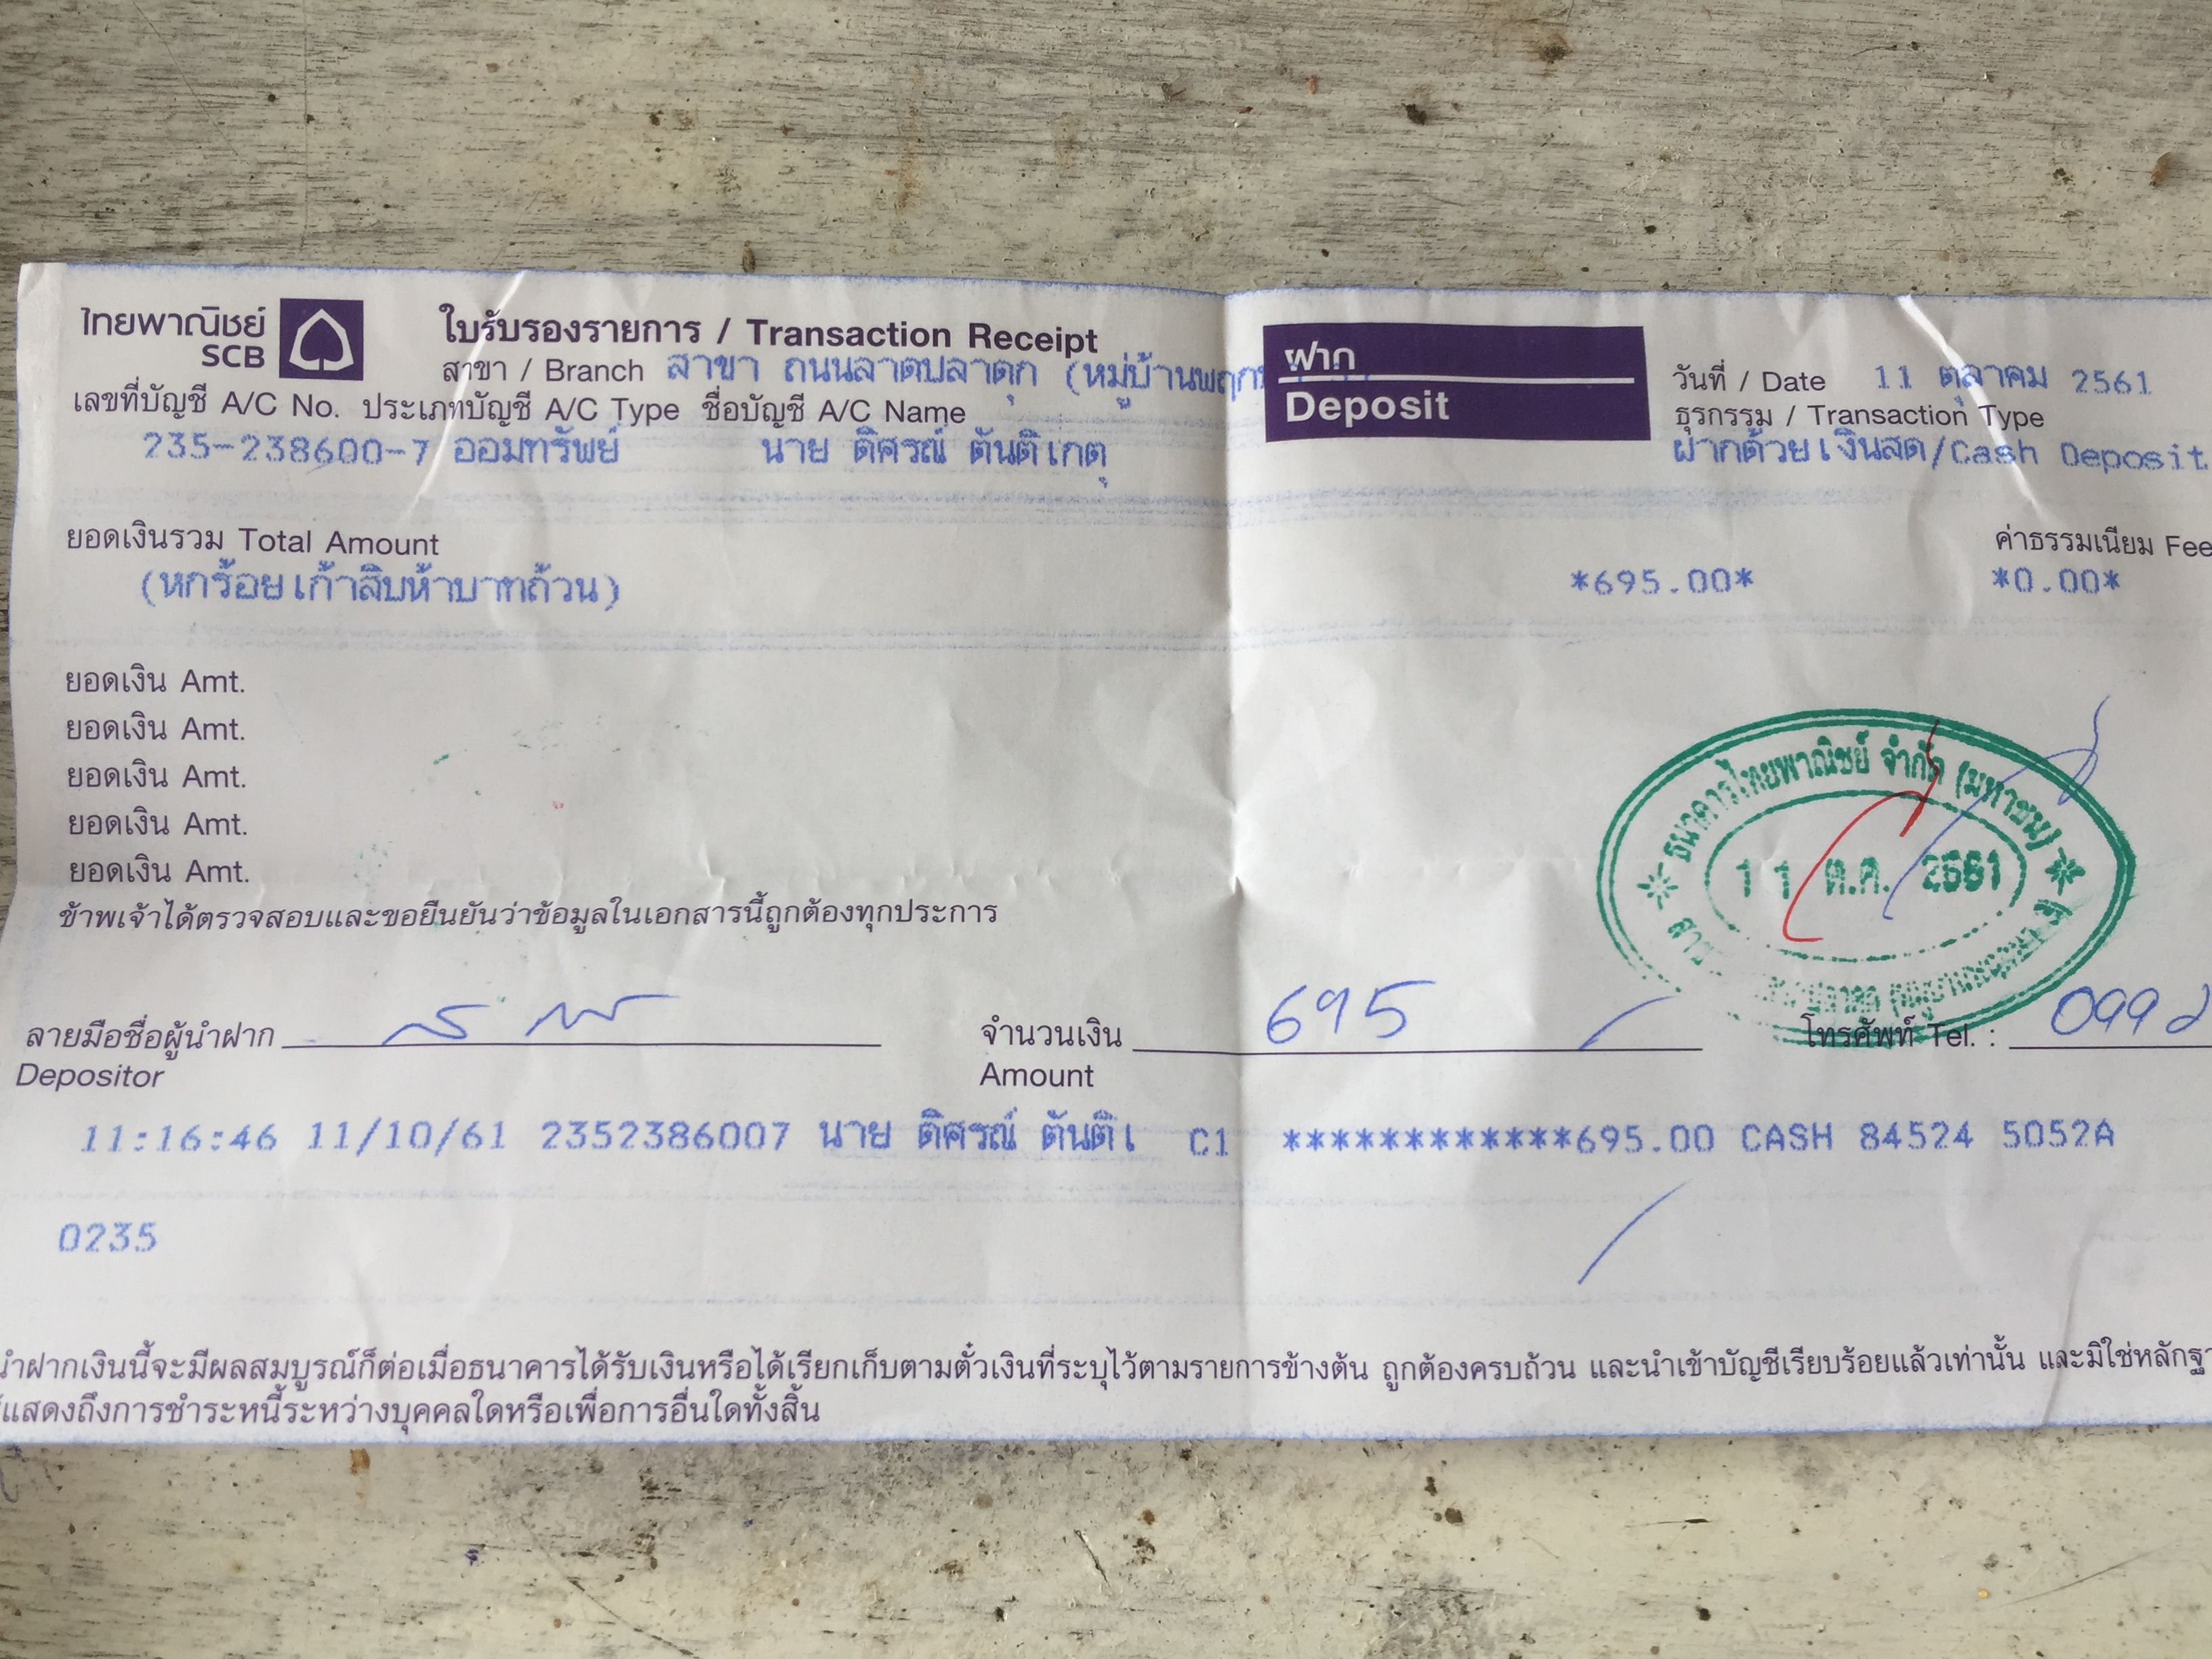 ไทยพาณิชย์
SCB
ใบรับรองรายการ / Transaction Receipt
สาขา / Branch สาขา ถนนลาดปลาดุก (หมู่บ้านพฤกษ
ฝาก
Deposit
วันที่ / Date 11 ตุลาคม 2561
เลขที่บัญชี A/C No. ประเภทบัญชี A/C Type ชื่อบัญชี A/C Name
ธุรกรรม / Transaction Type
235-238600-7 ออมทรัพย์ นาย ดิศรณ์ ตันติเกตุ
ฝากด้วยเงินสด/Cash Deposit
ยอดเงินรวม Total Amount
ค่าธรรมเนียม Fee
*695.00* *0.00*
(หกร้อยเก้าสิบห้าบาทถ้วน)
ยอดเงิน Amt.
ยอดเงิน Amt.
ยอดเงิน Amt.
ยอดเงิน Amt.
ยอดเงิน Amt.
ข้าพเจ้าได้ตรวจสอบและขอยืนยันว่าข้อมูลในเอกสารนี้ถูกต้องทุกประการ
ธนาคารไทยพาณิชย์ จำกัด (มหาชน)
11 ต.ค. 2561
ลายมือชื่อผู้นำฝาก
Depositor
จำนวนเงิน 695
Amount
โทรศัพท์ Tel. :
11:16:46 11/10/61 2352386007 นาย ดิศรณ์ ตันติเ C1 **************695.00 CASH 84524 5052A
0235
ำฝากเงินนี้จะมีผลสมบูรณ์ก็ต่อเมื่อธนาคารได้รับเงินหรือได้เรียกเก็บตามตั๋วเงินที่ระบุไว้ตามรายการข้างต้น ถูกต้องครบถ้วน และนำเข้าบัญชีเรียบร้อยแล้วเท่านั้น และมิใช่หลักฐา
แสดงถึงการชำระหนี้ระหว่างบุคคลใดหรือเพื่อการอื่นใดทั้งสิ้น